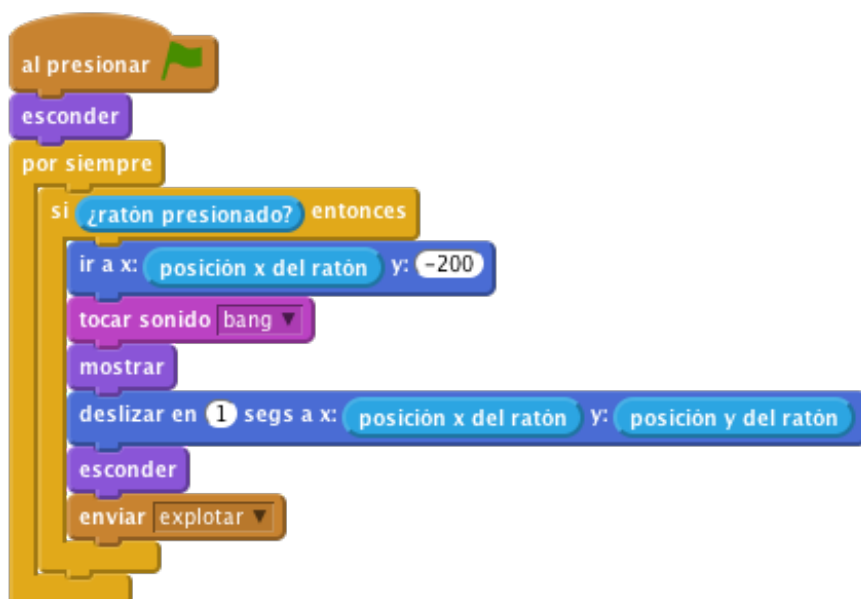 al presionar
esconder
por siempre
si ¿ratón presionado? entonces
ir a x: posición x del ratón y: -200
tocar sonido bang
mostrar
deslizar en 1 segs a x: posición x del ratón y: posición y del ratón
esconder
enviar explotar